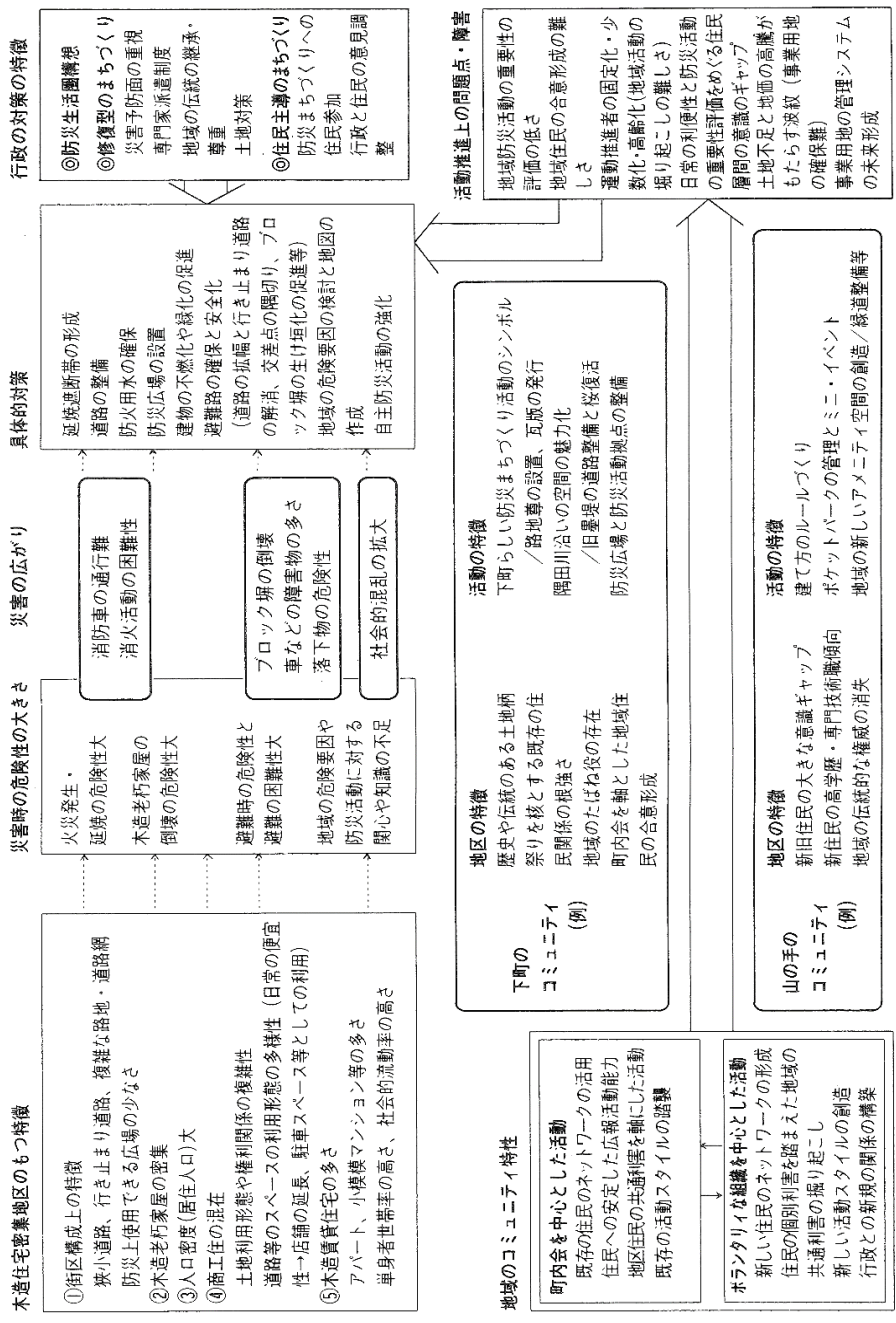 木造住宅密集地区のもつ特徴
①街区構成上の特徴
狭小道路、行き止まり道路、複雑な路地・道路網
防災上使用できる広場の少なさ
②木造老朽家屋の密集
③人口密度(居住人口)大
④商工住の混在
土地利用形態や権利関係の複雑性
道路等のスペースの利用形態の多様性(日常の便宜
性→店舗の延長、駐車スペース等としての利用)
⑤木造賃貸住宅の多さ
アパート、小規模マンション等の多さ
単身者世帯率の高さ、社会的流動率の高さ
災害時の危険性の大きさ
火災発生・
延焼の危険性大
木造老朽家屋の
倒壊の危険性大
避難時の危険性と
避難の困難性大
地域の危険要因や
防災活動に対する
関心や知識の不足
災害の広がり
消防車の通行難
消火活動の困難性
ブロック塀の倒壊
車などの障害物の多さ
落下物の危険性
社会的混乱の拡大
具体的対策
延焼遮断帯の形成
道路の整備
防火用水の確保
防災広場の設置
建物の不燃化や緑化の促進
避難路の確保と安全化
(道路の拡幅と行き止まり道路
の解消、交差点の隅切り、ブロ
ック塀の生け垣化の促進等)
地域の危険要因の検討と地図の
作成
自主防災活動の強化
行政の対策の特徴
◎防災生活圏構想
◎修復型のまちづくり
災害予防面の重視
専門家派遣制度
地域の伝統の継承・
尊重
土地対策
◎住民主導のまちづくり
防災まちづくりへの
住民参加
行政と住民の意見調
整
地域のコミュニティ特性
町内会を中心とした活動
既存の住民のネットワークの活用
住民への安定した広報活動能力
地区住民の共通利害を軸にした活動
既存の活動スタイルの踏襲
ボランタリィな組織を中心とした活動
新しい住民のネットワークの形成
住民の個別利害を踏まえた地域の
共通利害の掘り起こし
新しい活動スタイルの創造
行政との新規の関係の構築
下町の
コミュニティ
(例)
地区の特徴
歴史や伝統のある土地柄
祭りを核とする既存の住
民関係の根強さ
地域のたばね役の存在
町内会を軸とした地域住
民の合意形成
活動の特徴
下町らしい防災まちづくり活動のシンボル
/路地尊の設置、瓦版の発行
隅田川沿いの空間の魅力化
/旧墨堤の道路整備と桜復活
防災広場と防災活動拠点の整備
山の手の
コミュニティ
(例)
地区の特徴
新旧住民の大きな意識ギャップ
新住民の高学歴・専門技術職傾向
地域の伝統的な権威の消失
活動の特徴
建て方のルールづくり
ポケットパークの管理とミニ・イベント
地域の新しいアメニティ空間の創造/緑道整備等
活動推進上の問題点・障害
地域防災活動の重要性の
評価の低さ
地域住民の合意形成の難
しさ
運動推進者の固定化・少
数化・高齢化(地域活動の
掘り起こしの難しさ)
日常の利便性と防災活動
の重要性評価をめぐる住民
層間の意識のギャップ
土地不足と地価の高騰が
もたらす波紋(事業用地
の確保難)
事業用地の管理システム
の未来形成